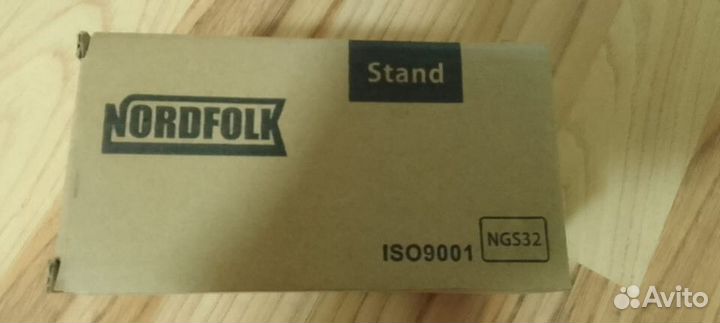 Stand
NORDFOLK
ISO9001
NGS32
Avito